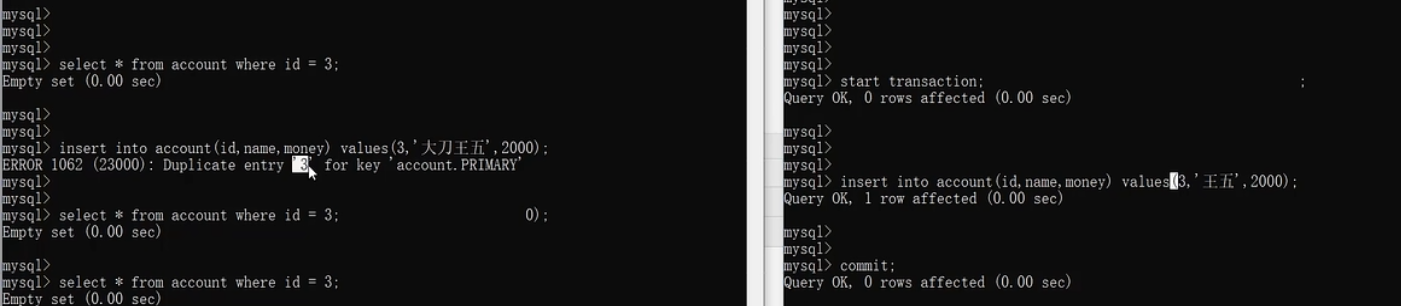 mysql>
mysql>
mysql>
mysql> select * from account where id = 3;
Empty set (0.00 sec)
mysql>
mysql>
mysql> insert into account(id,name,money) values(3,'大刀王五',2000);
ERROR 1062 (23000): Duplicate entry '3' for key 'account.PRIMARY'
mysql>
mysql>
mysql> select * from account where id = 3; 0);
Empty set (0.00 sec)
mysql>
mysql> select * from account where id = 3;
Empty set (0.00 sec)
mysql>
mysql>
mysql>
mysql>
mysql> start transaction; ;
Query OK, 0 rows affected (0.00 sec)
mysql>
mysql>
mysql> insert into account(id,name,money) values(3,'王五',2000);
Query OK, 1 row affected (0.00 sec)
mysql>
mysql>
mysql> commit;
Query OK, 0 rows affected (0.00 sec)